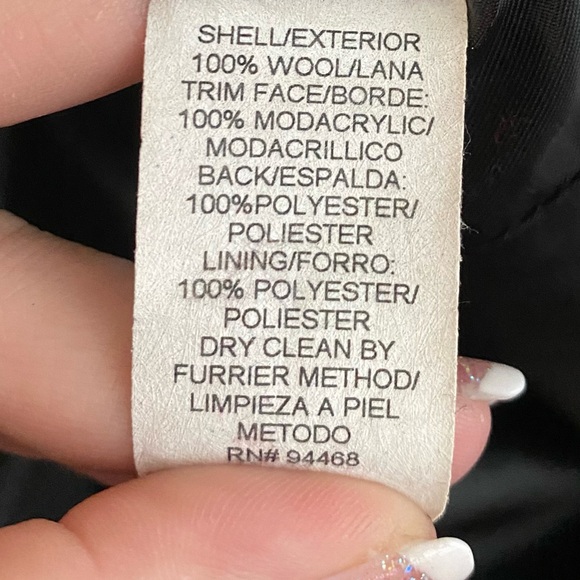 SHELL/EXTERIOR
100% WOOL/LANA
TRIM FACE/BORDE:
100% MODACRYLIC/
MODACRILLICO
BACK/ESPALDA:
100%POLYESTER/
POLIESTER
LINING/FORRO:
100% POLYESTER/
POLIESTER
DRY CLEAN BY
FURRIER METHOD/
LIMPIEZA A PIEL
METODO
RN# 94468